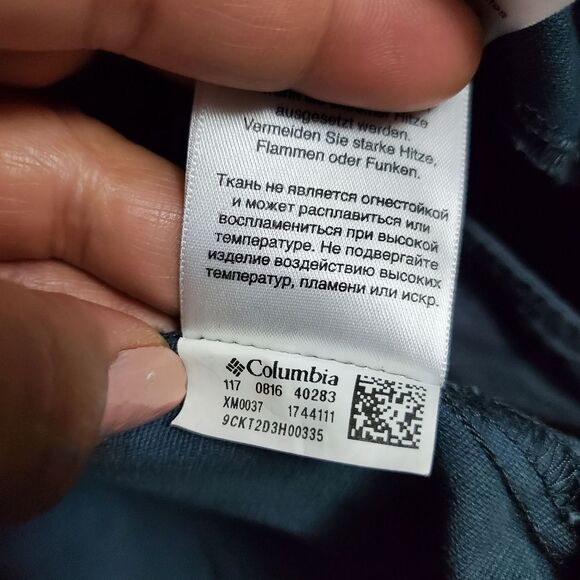 ausgesetzt werden.
Vermeiden Sie starke Hitze,
Flammen oder Funken.
Ткань не является огнестойкой
и может расплавиться или
воспламениться при высокой
температуре. Не подвергайте
изделие воздействию высоких
температур, пламени или искр.
Columbia
117 0816 40283
XM0037 1744111
9CKT2D3H00335